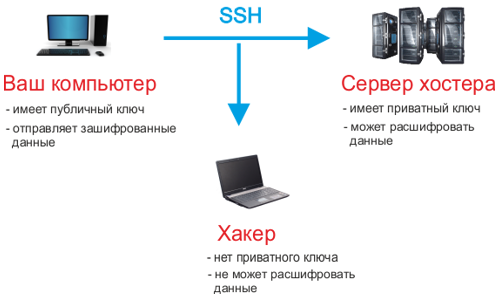 SSH
Ваш компьютер
- имеет публичный ключ
- отправляет зашифрованные
данные
Сервер хостера
- имеет приватный ключ
- может расшифровать
данные
Хакер
- нет приватного ключа
- не может расшифровать
данные